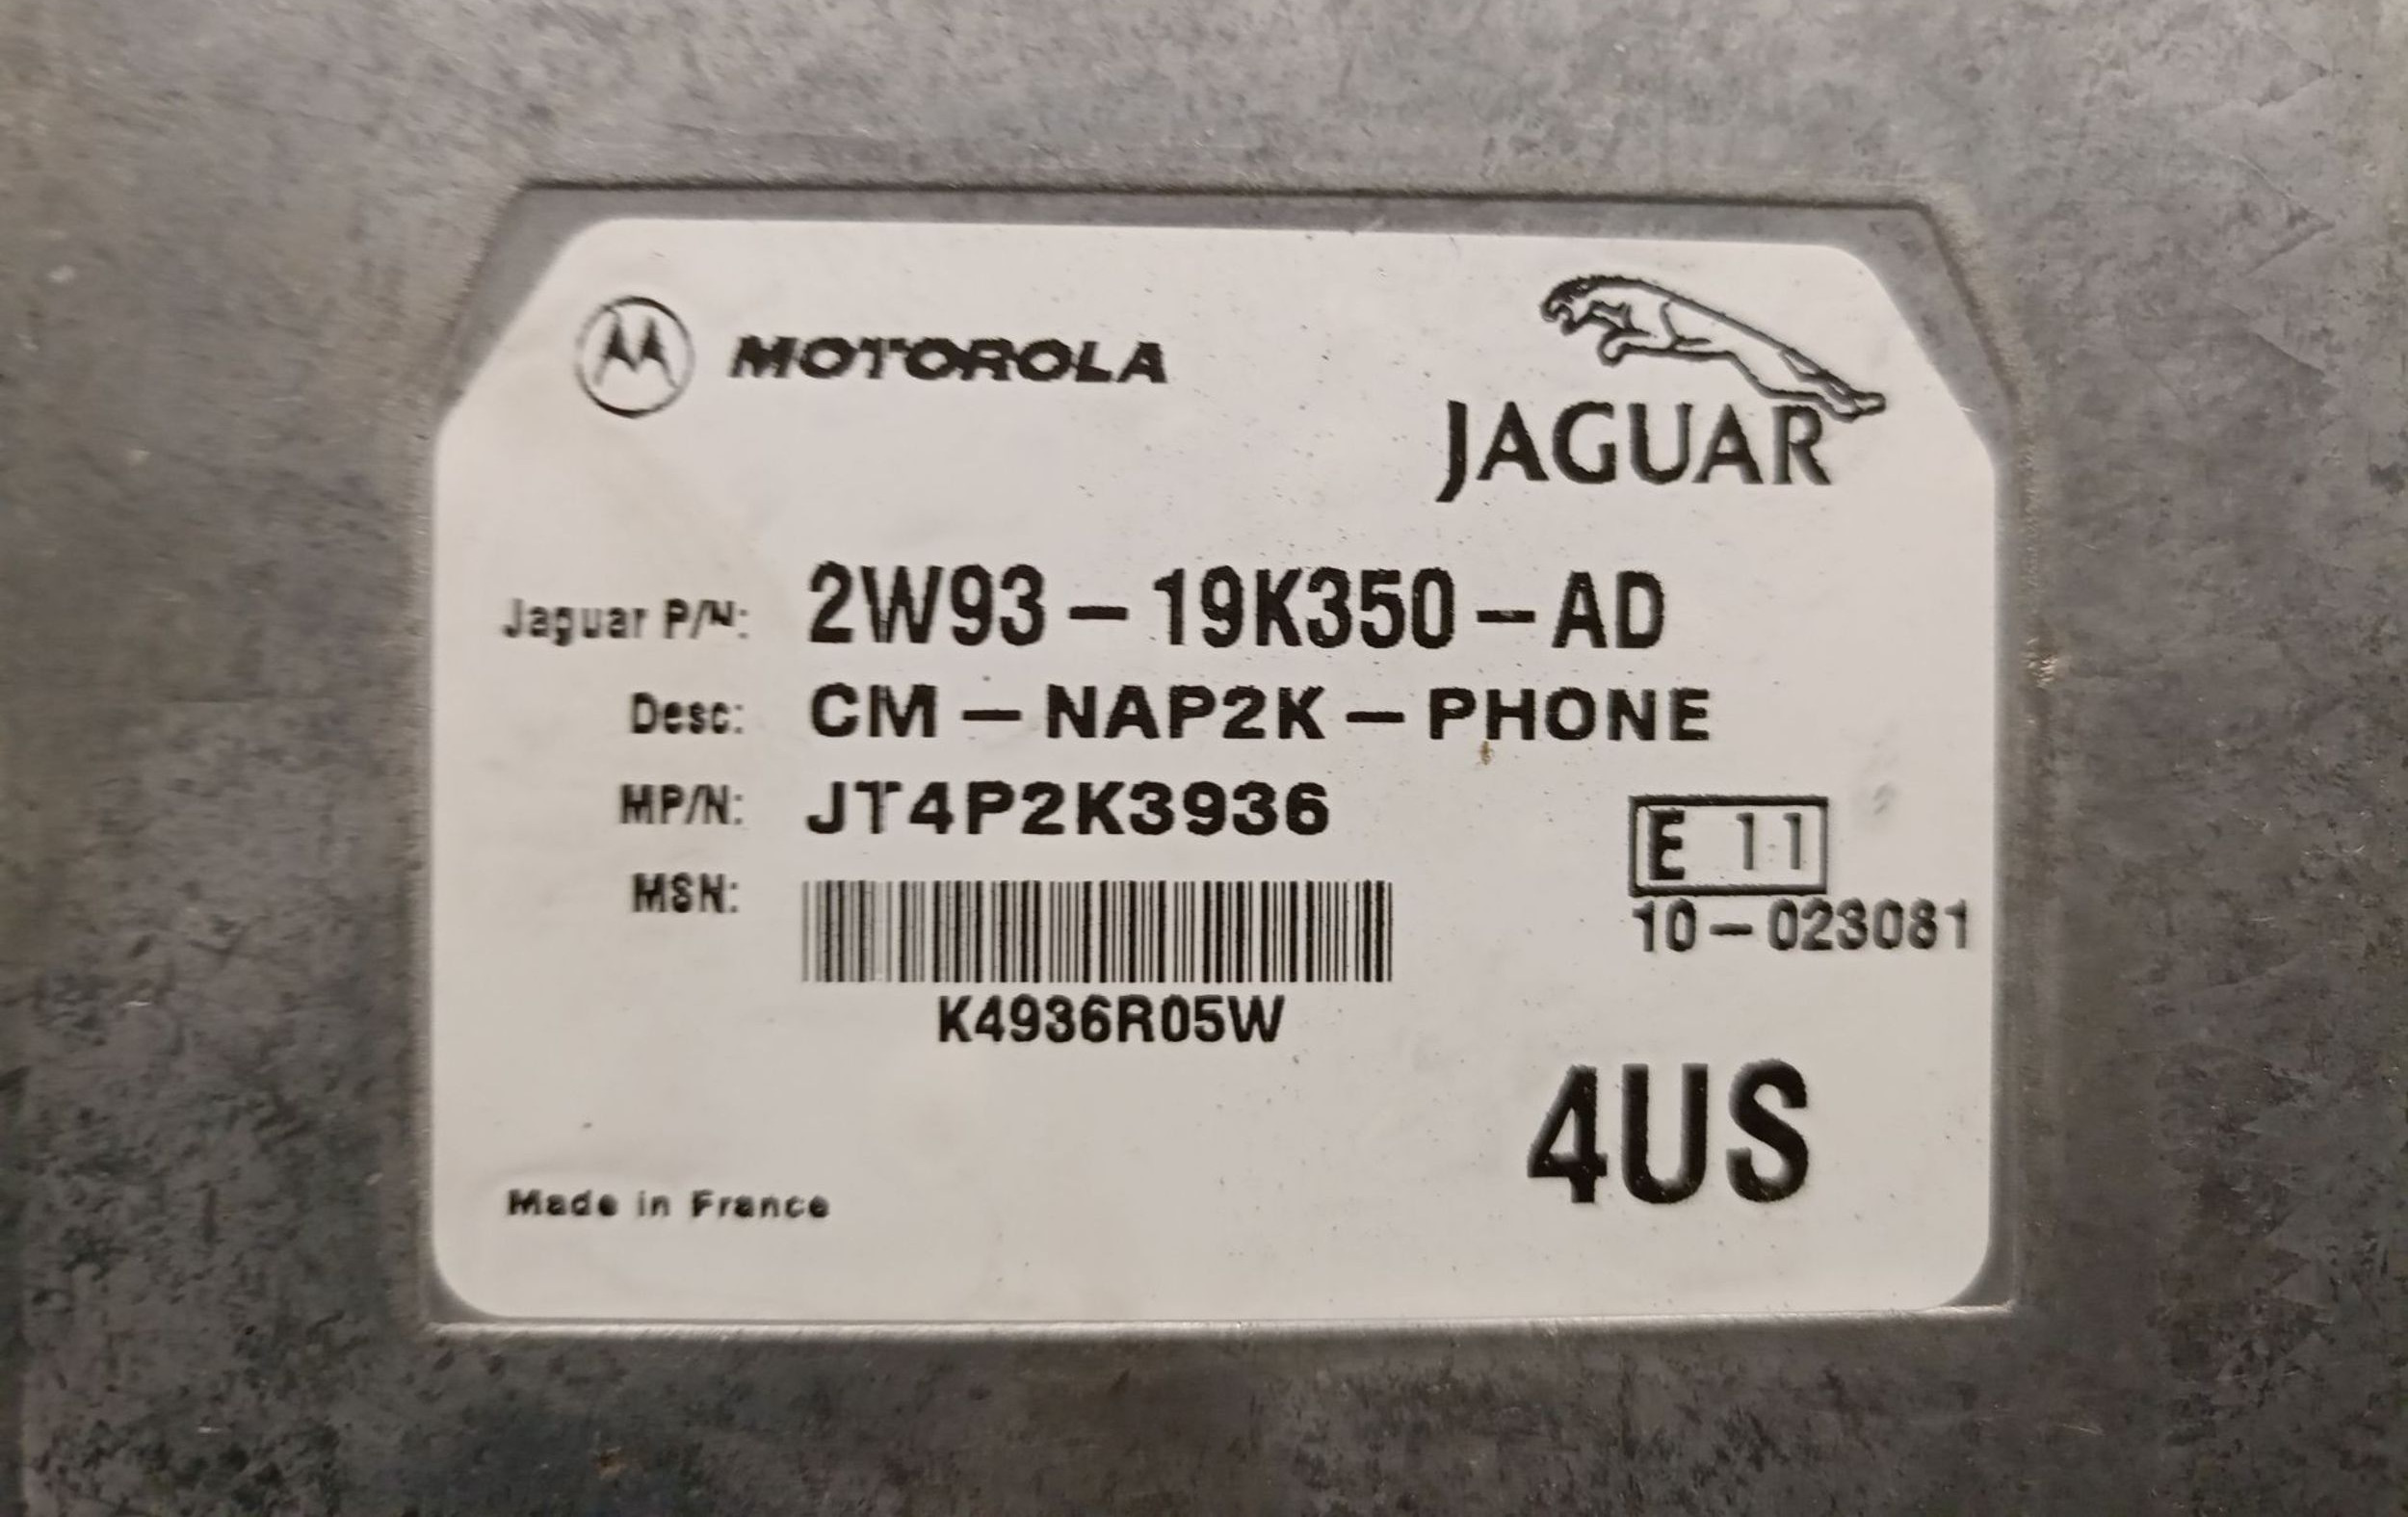 MOTOROLA
JAGUAR
Jaguar P/N: 2W93-19K350-AD
Desc: CM-NAP2K-PHONE
MP/N: JT4P2K3936
MSN:
K4936R05W
E 11
10-023081
4US
Made in France